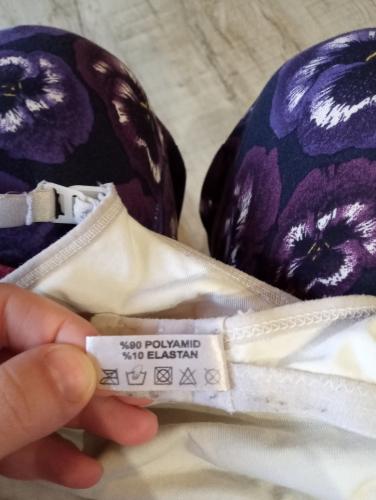 %90 POLYAMID
%10 ELASTAN